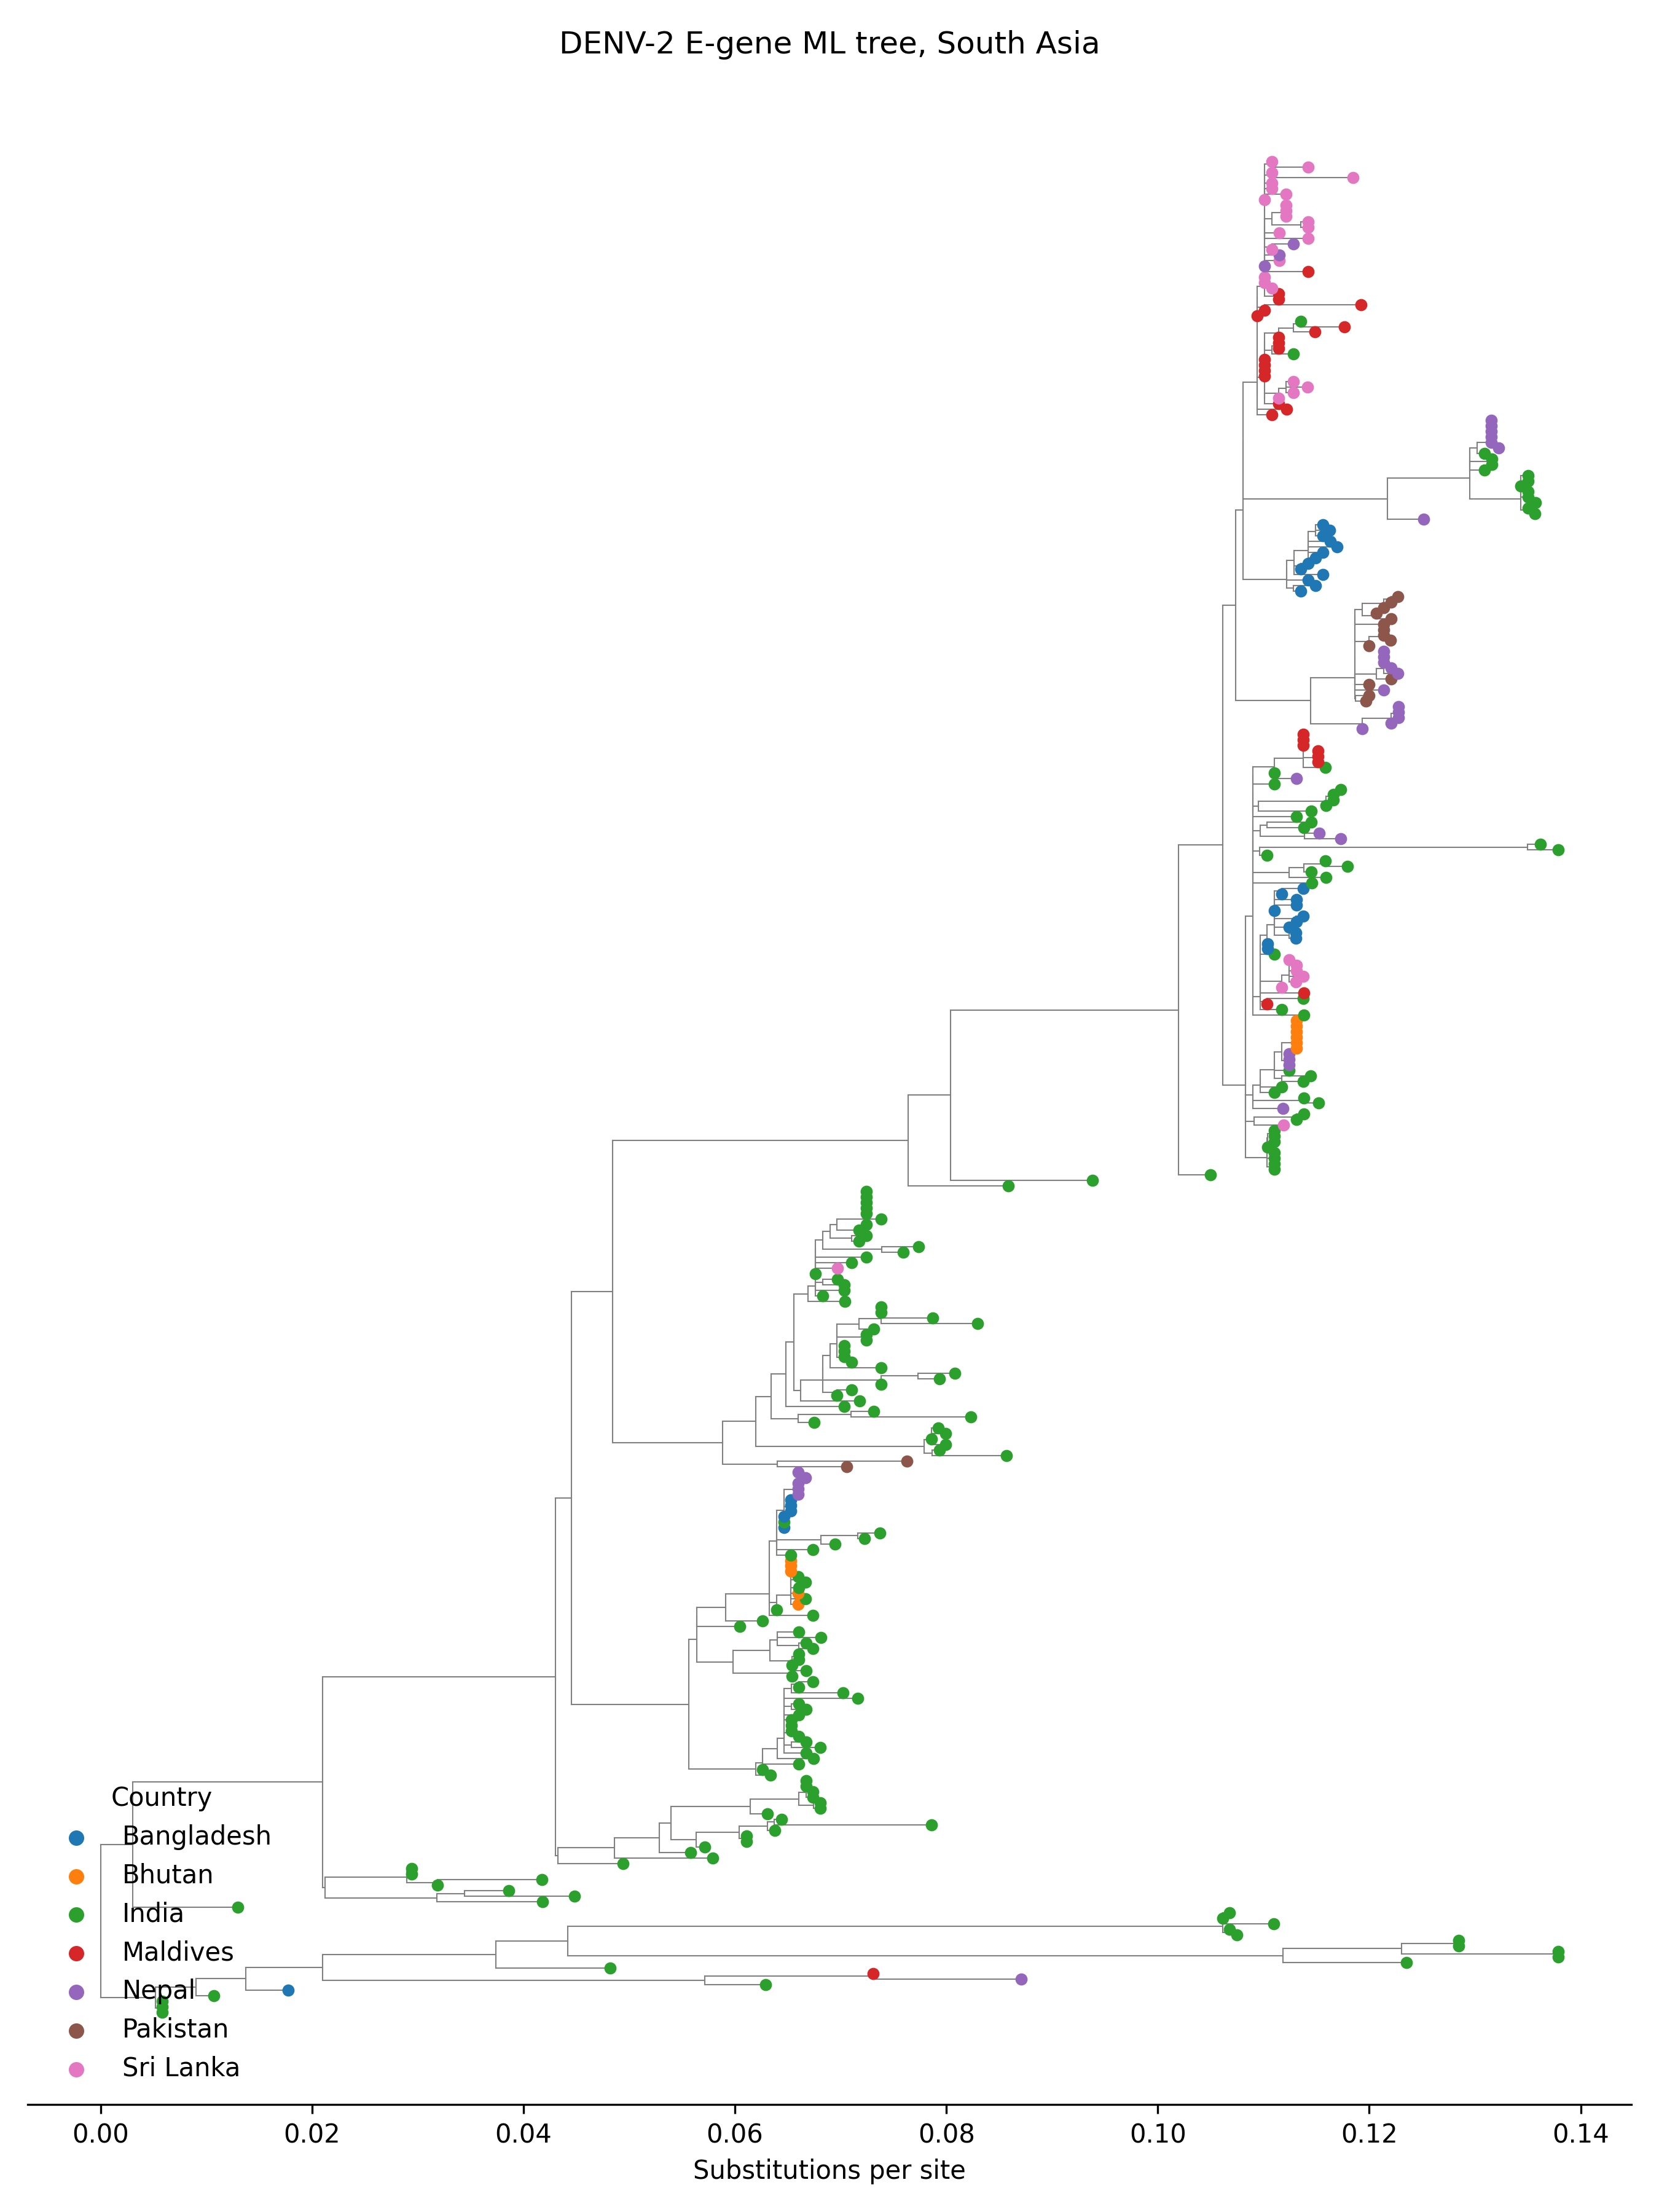 DENV-2 E-gene ML tree, South Asia
Country
Bangladesh
Bhutan
India
Maldives
Nepal
Pakistan
Sri Lanka
0.00 0.02 0.04 0.06 0.08 0.10 0.12 0.14
Substitutions per site